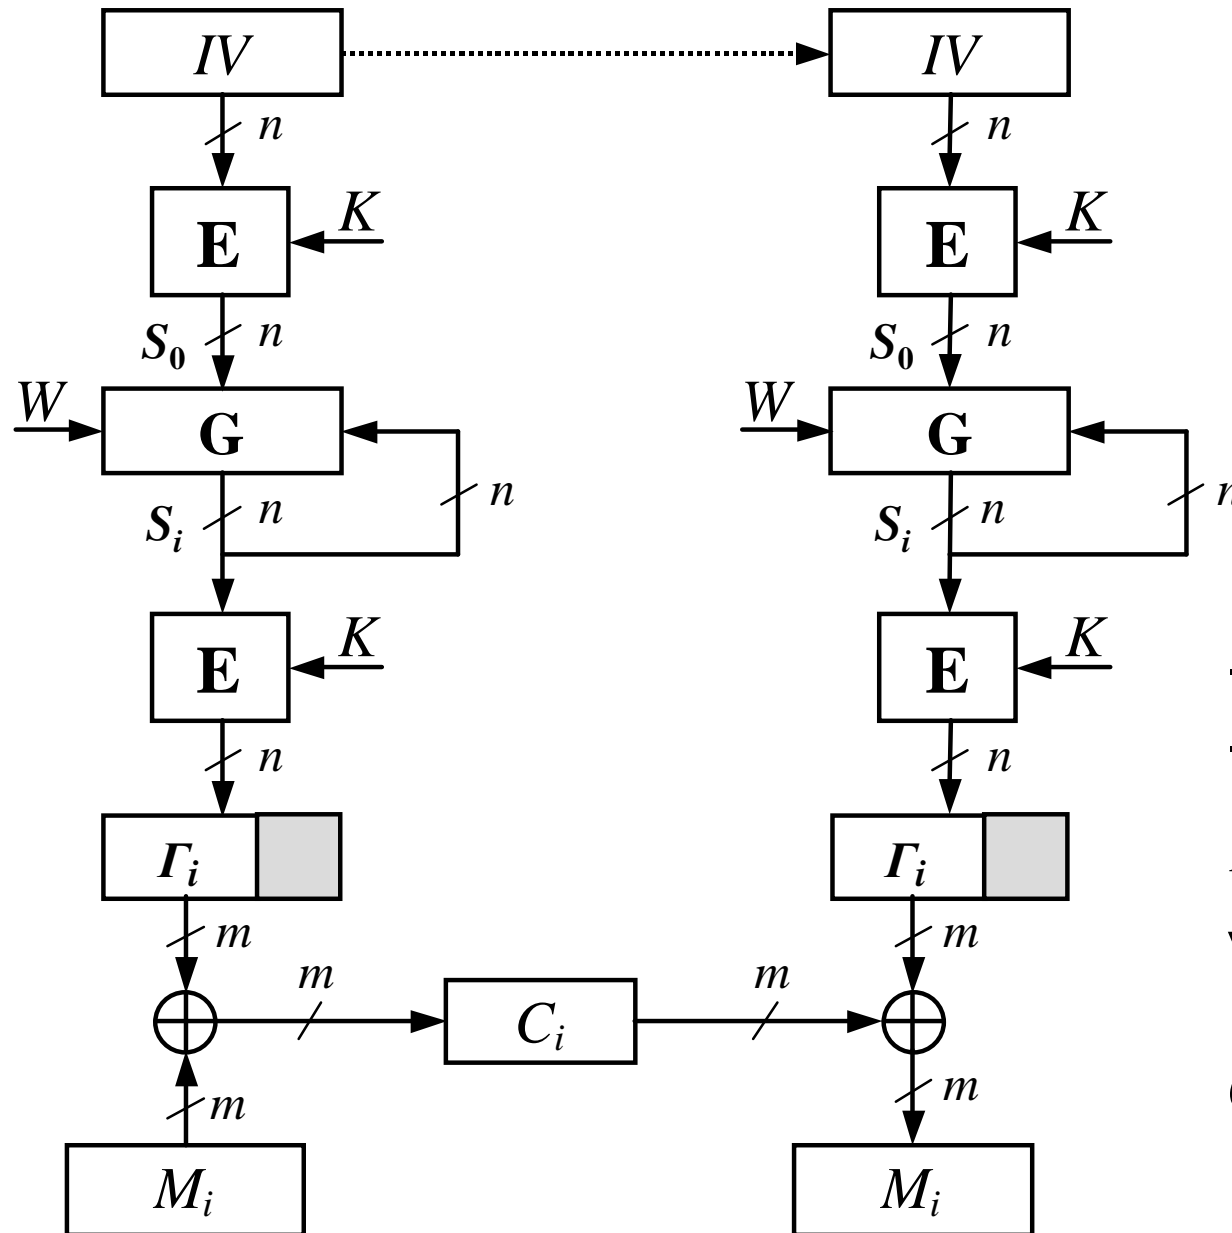 IV IV
n n
K K
E E
S₀ n S₀ n
W W
G G
n n
Sᵢ n Sᵢ n
K K
E E
n n
Γᵢ Γᵢ
m m
m m
Cᵢ
m m
Mᵢ Mᵢ